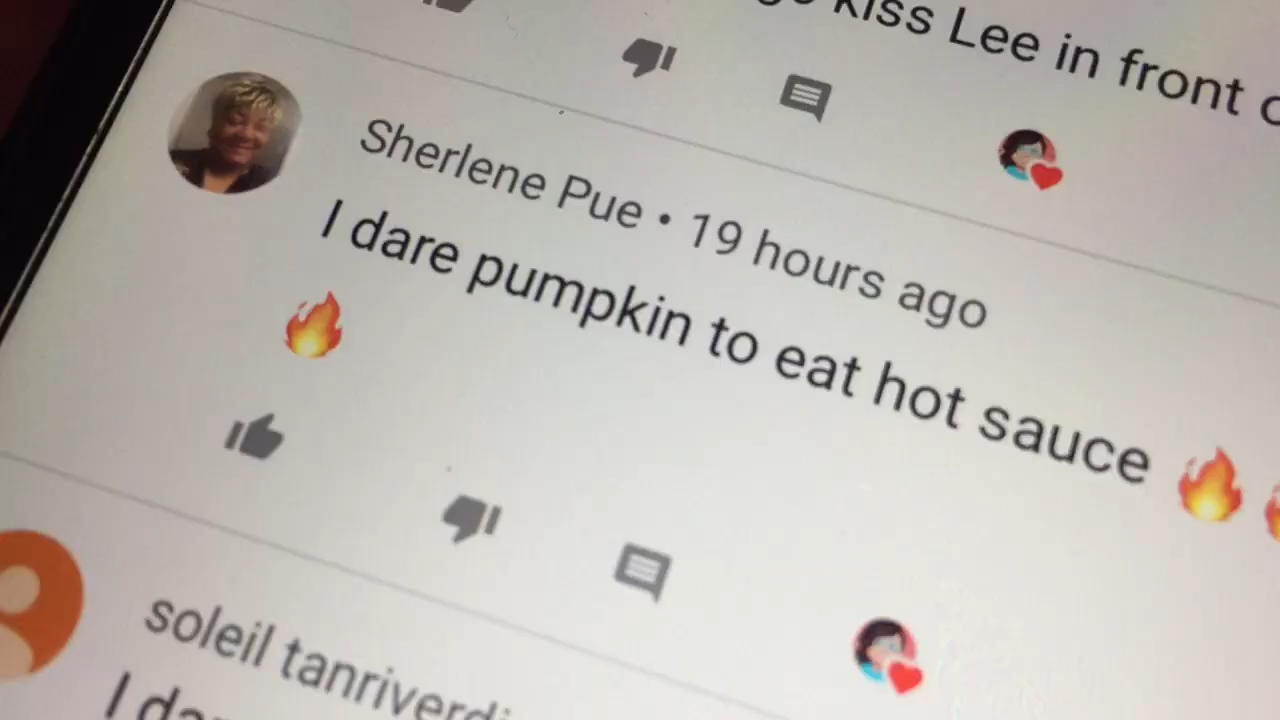 kiss Lee in front
Sherlene Pue • 19 hours ago
I dare pumpkin to eat hot sauce 🔥
🔥
soleil tanriverdi
I